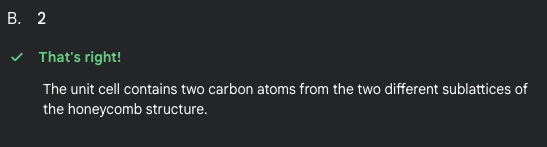 B. 2
That's right!
The unit cell contains two carbon atoms from the two different sublattices of
the honeycomb structure.